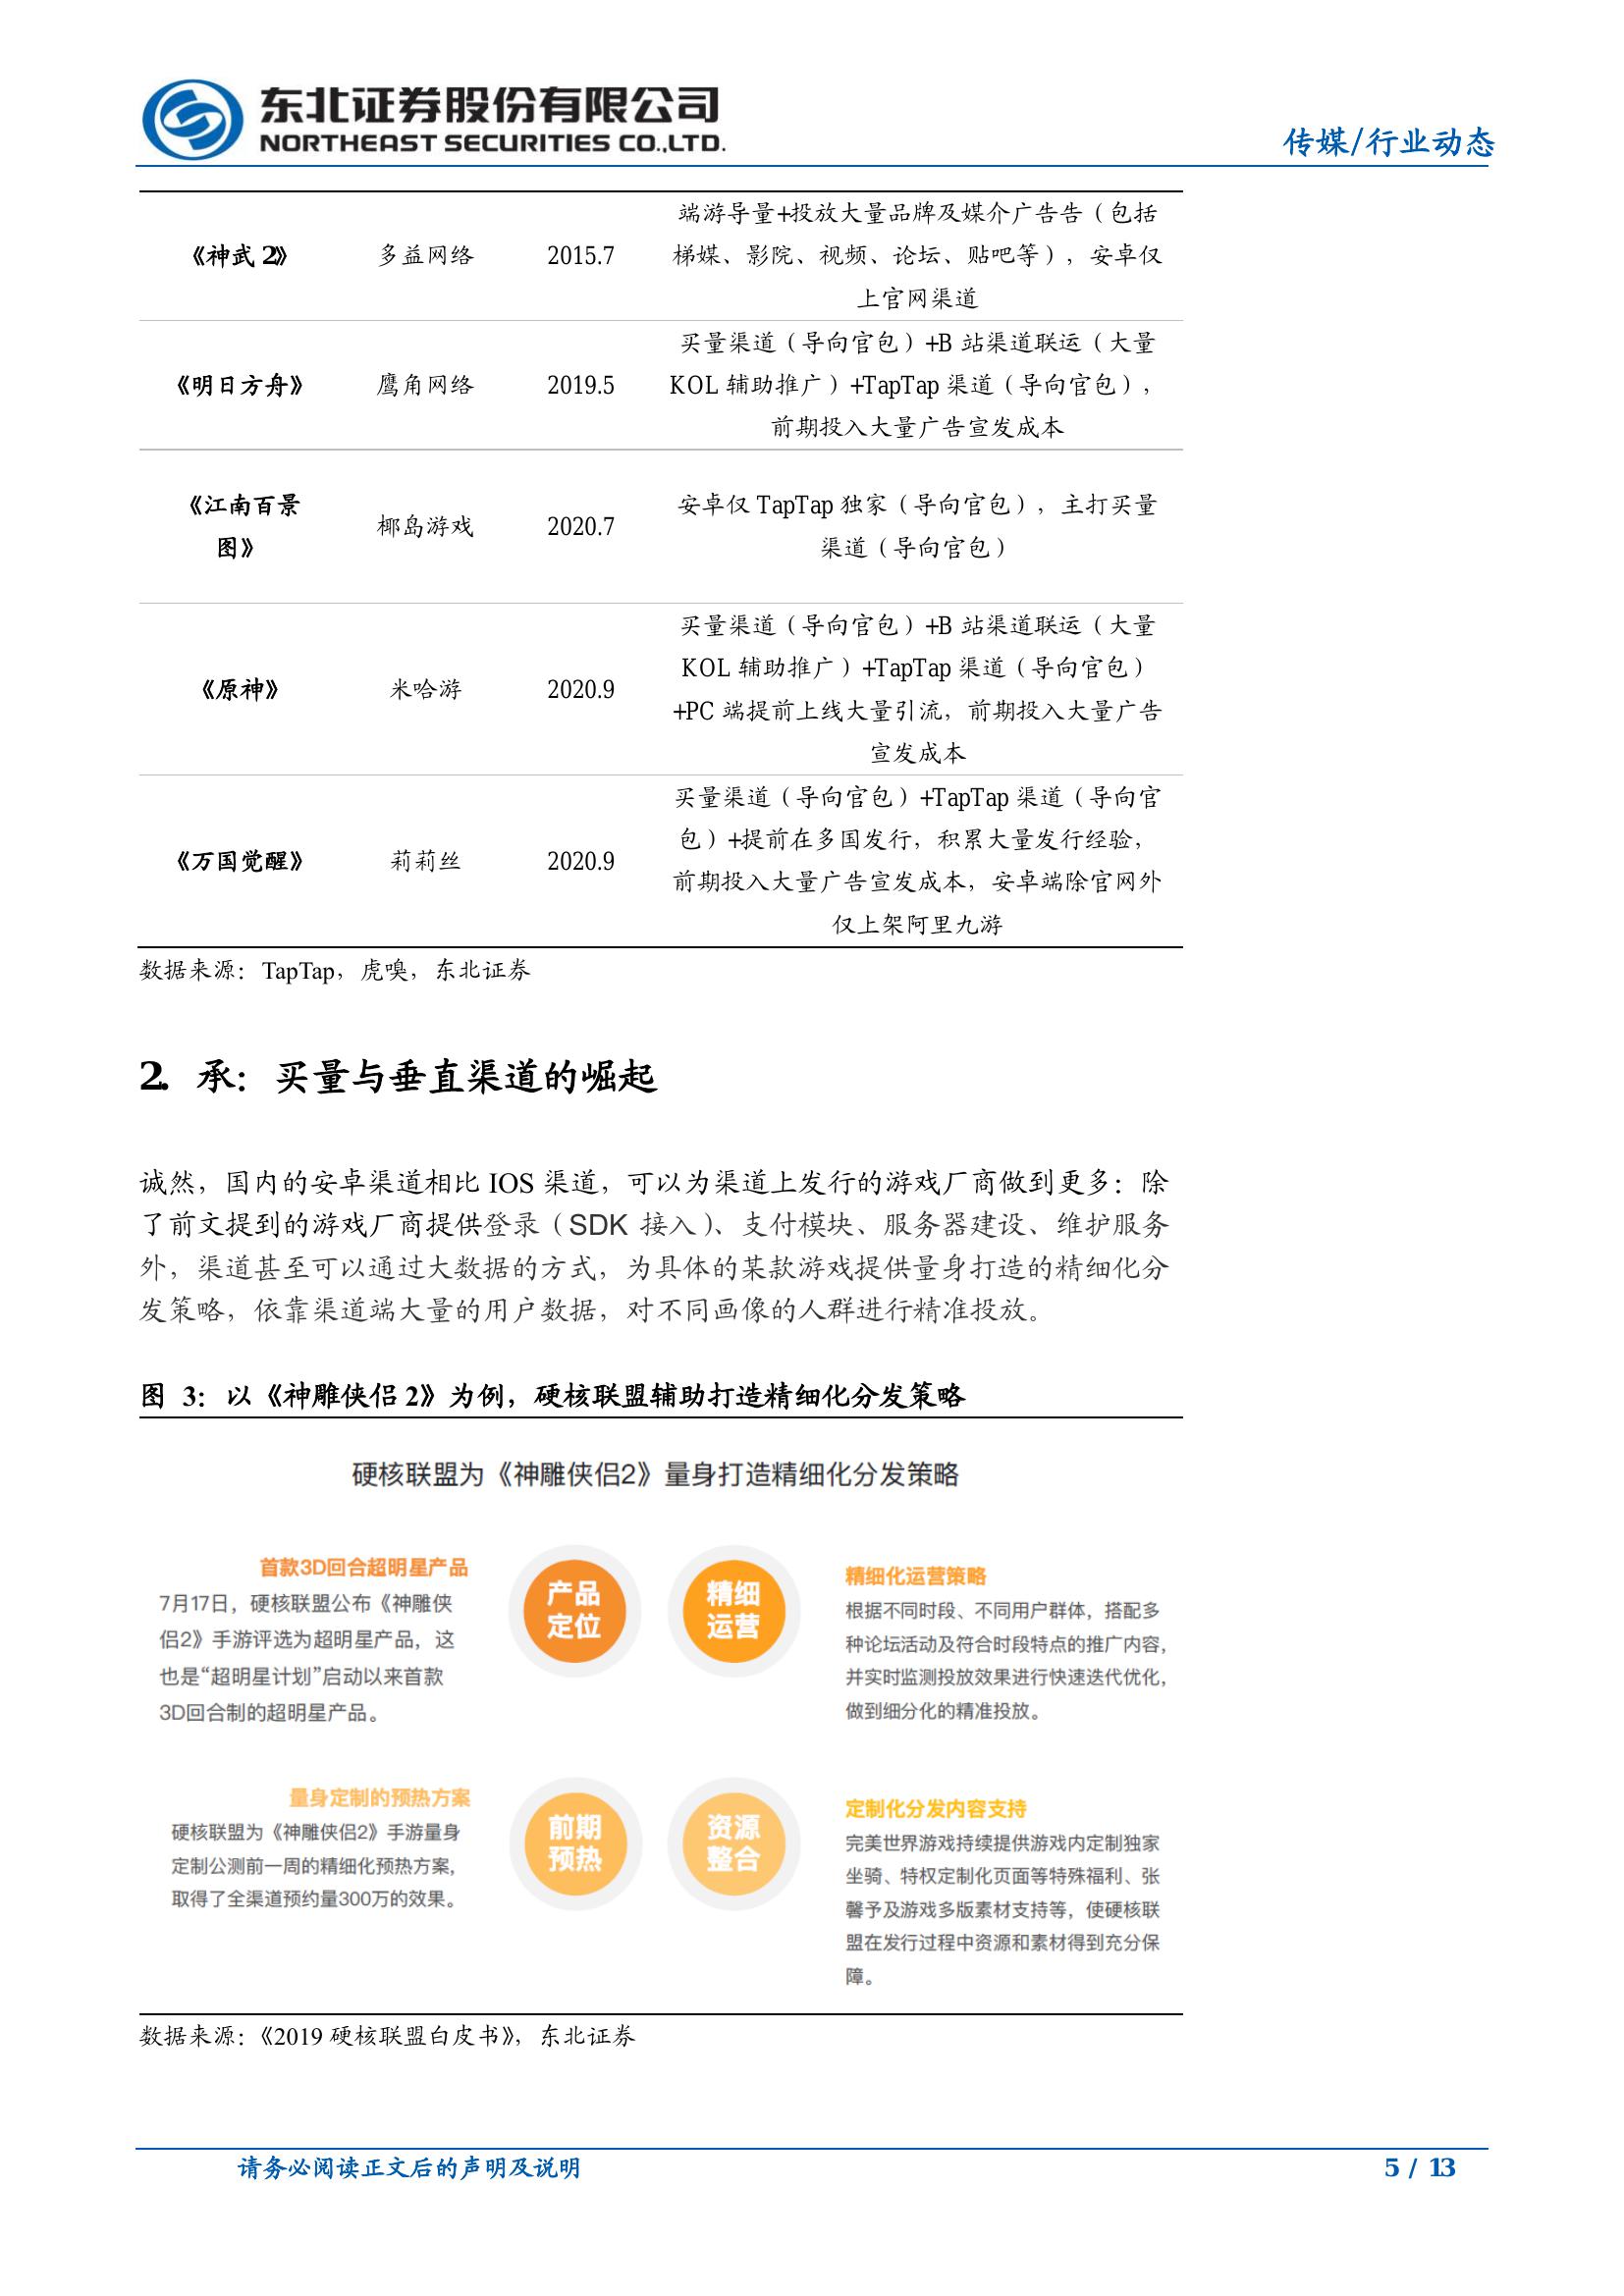 东北证券股份有限公司
NORTHEAST SECURITIES CO.,LTD.
传媒/行业动态
《神武 2》 多益网络 2015.7 端游导量+投放大量品牌及媒介广告告（包括
梯媒、影院、视频、论坛、贴吧等），安卓仅
上官网渠道
《明日方舟》 鹰角网络 2019.5 买量渠道（导向官包）+B 站渠道联运（大量
KOL 辅助推广）+TapTap 渠道（导向官包），
前期投入大量广告宣发成本
《江南百景
图》
椰岛游戏 2020.7 安卓仅 TapTap 独家（导向官包），主打买量
渠道（导向官包）
《原神》 米哈游 2020.9 买量渠道（导向官包）+B 站渠道联运（大量
KOL 辅助推广）+TapTap 渠道（导向官包）
+PC 端提前上线大量引流，前期投入大量广告
宣发成本
《万国觉醒》 莉莉丝 2020.9 买量渠道（导向官包）+TapTap 渠道（导向官
包）+提前在多国发行，积累大量发行经验，
前期投入大量广告宣发成本，安卓端除官网外
仅上架阿里九游
数据来源：TapTap，虎嗅，东北证券
2. 承：买量与垂直渠道的崛起
诚然，国内的安卓渠道相比 IOS 渠道，可以为渠道上发行的游戏厂商做到更多：除
了前文提到的游戏厂商提供登录（SDK 接入）、支付模块、服务器建设、维护服务
外，渠道甚至可以通过大数据的方式，为具体的某款游戏提供量身打造的精细化分
发策略，依靠渠道端大量的用户数据，对不同画像的人群进行精准投放。
图 3：以《神雕侠侣 2》为例，硬核联盟辅助打造精细化分发策略
硬核联盟为《神雕侠侣2》量身打造精细化分发策略
首款3D回合超明星产品
7月17日，硬核联盟公布《神雕侠
侣2》手游评选为超明星产品，这
也是“超明星计划”启动以来首款
3D回合制的超明星产品。
产品
定位
精细
运营
精细化运营策略
根据不同时段、不同用户群体，搭配多
种论坛活动及符合时段特点的推广内容，
并实时监测投放效果进行快速迭代优化，
做到细分化的精准投放。
量身定制的预热方案
硬核联盟为《神雕侠侣2》手游量身
定制公测前一周的精细化预热方案，
取得了全渠道预约量300万的效果。
前期
预热
资源
整合
定制化分发内容支持
完美世界游戏持续提供游戏内定制独家
坐骑、特权定制化页面等特殊福利、张
馨予及游戏多版素材支持等，使硬核联
盟在发行过程中资源和素材得到充分保
障。
数据来源：《2019 硬核联盟白皮书》，东北证券
请务必阅读正文后的声明及说明
5 / 13